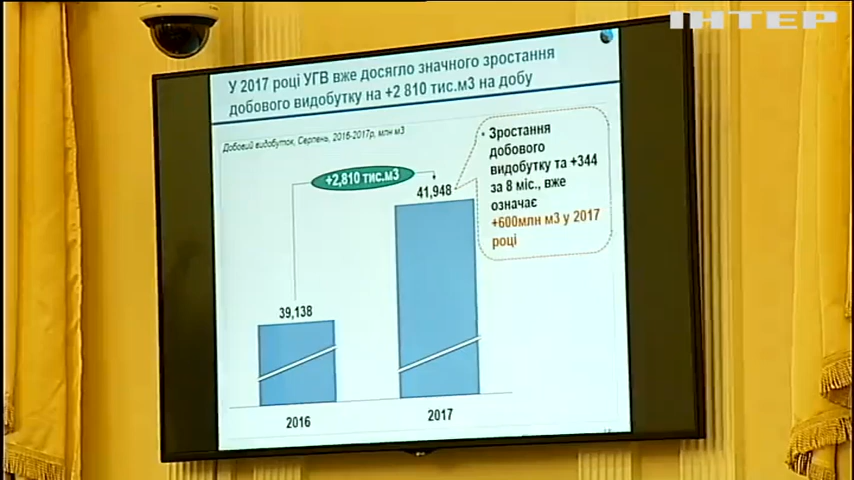 ІНТЕР
У 2017 році УГВ вже досягло значного зростання
добового видобутку на +2 810 тис.м3 на добу
Добовий видобуток, Серпень, 2016-2017р, млн м3
+2,810 тис.м3
41,948
39,138
• Зростання
добового
видобутку та +344
за 8 міс., вже
означає
+600млн м3 у 2017
році
2016
2017